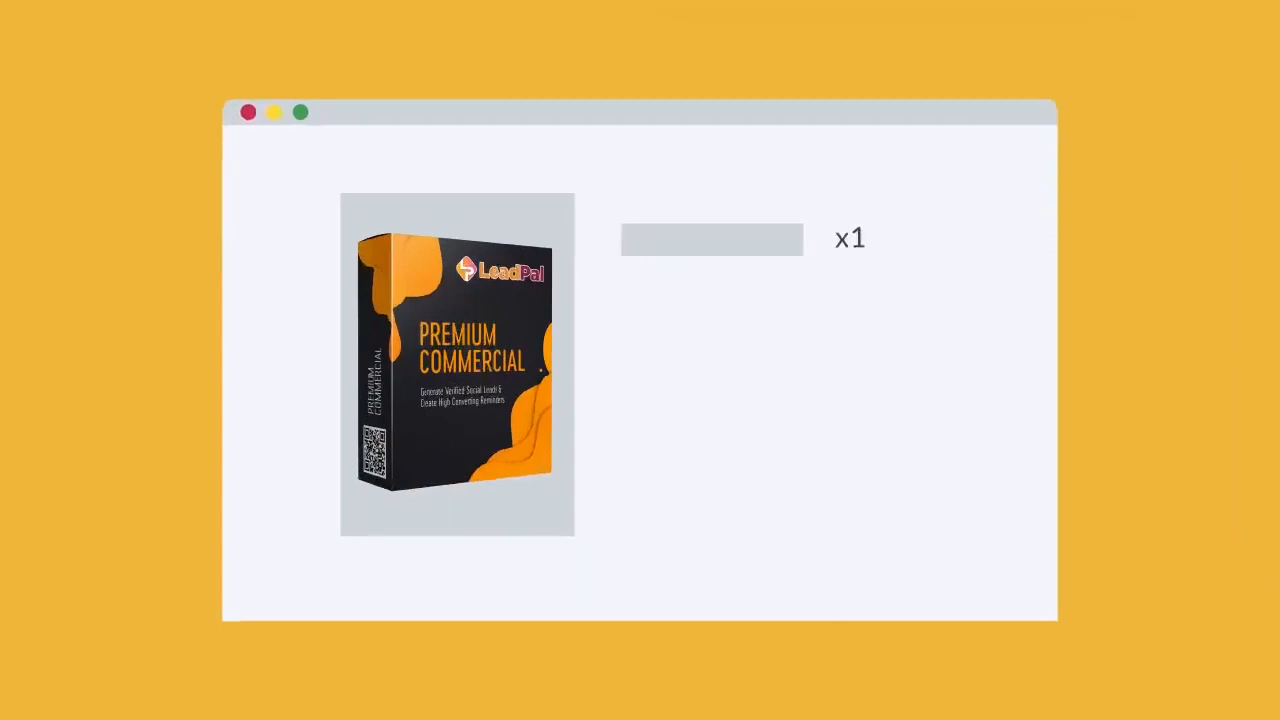 x1
LeadPal
PREMIUM
COMMERCIAL
Generate Verified Social Leads &
Create High Converting Reminders
PREMIUM
COMMERCIAL